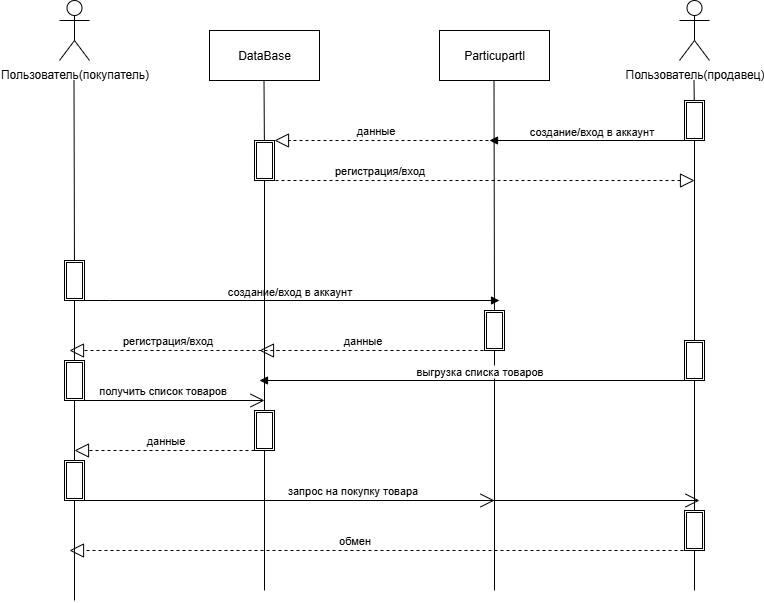 Пользователь(покупатель)
DataBase
Particupartl
Пользователь(продавец)
данные
создание/вход в аккаунт
регистрация/вход
создание/вход в аккаунт
регистрация/вход
данные
выгрузка списка товаров
получить список товаров
данные
запрос на покупку товара
обмен